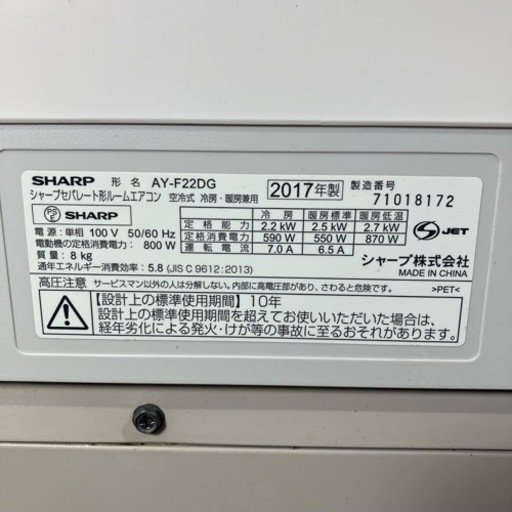 SHARP 形名 AY-F22DG 2017年製 製造番号
シャープセパレート形ルームエアコン 空冷式 冷房・暖房兼用 71018172
PS E SHARP
冷房 暖房標準 暖房低温
定格能力 2.2 kW 2.5 kW 2.7 kW
定格消費電力 590 W 550 W 870 W
運転電流 7.0 A 6.5 A
電源:単相 100 V 50/60 Hz
電動機の定格消費電力: 800 W
質量:8 kg
通年エネルギー消費効率:5.8 (JIS C 9612:2013)
JET
シャープ株式会社
MADE IN CHINA
高圧注意 サービスマン以外の人は分解しないない。内部に高電圧部があり、さわると危険です。 >PET<
【設計上の標準使用期間】10年
設計上の標準使用期間を超えてお使いいただいた場合は、
経年劣化による発火・けが等の事故に至るおそれがあります。